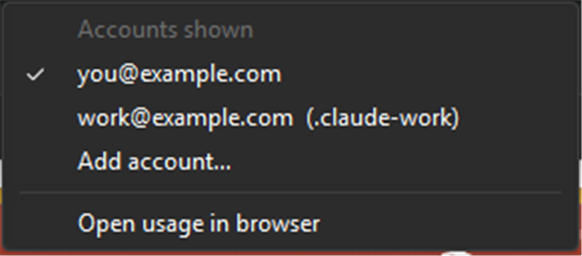 Accounts shown
you@example.com
work@example.com (.claude-work)
Add account...
Open usage in browser